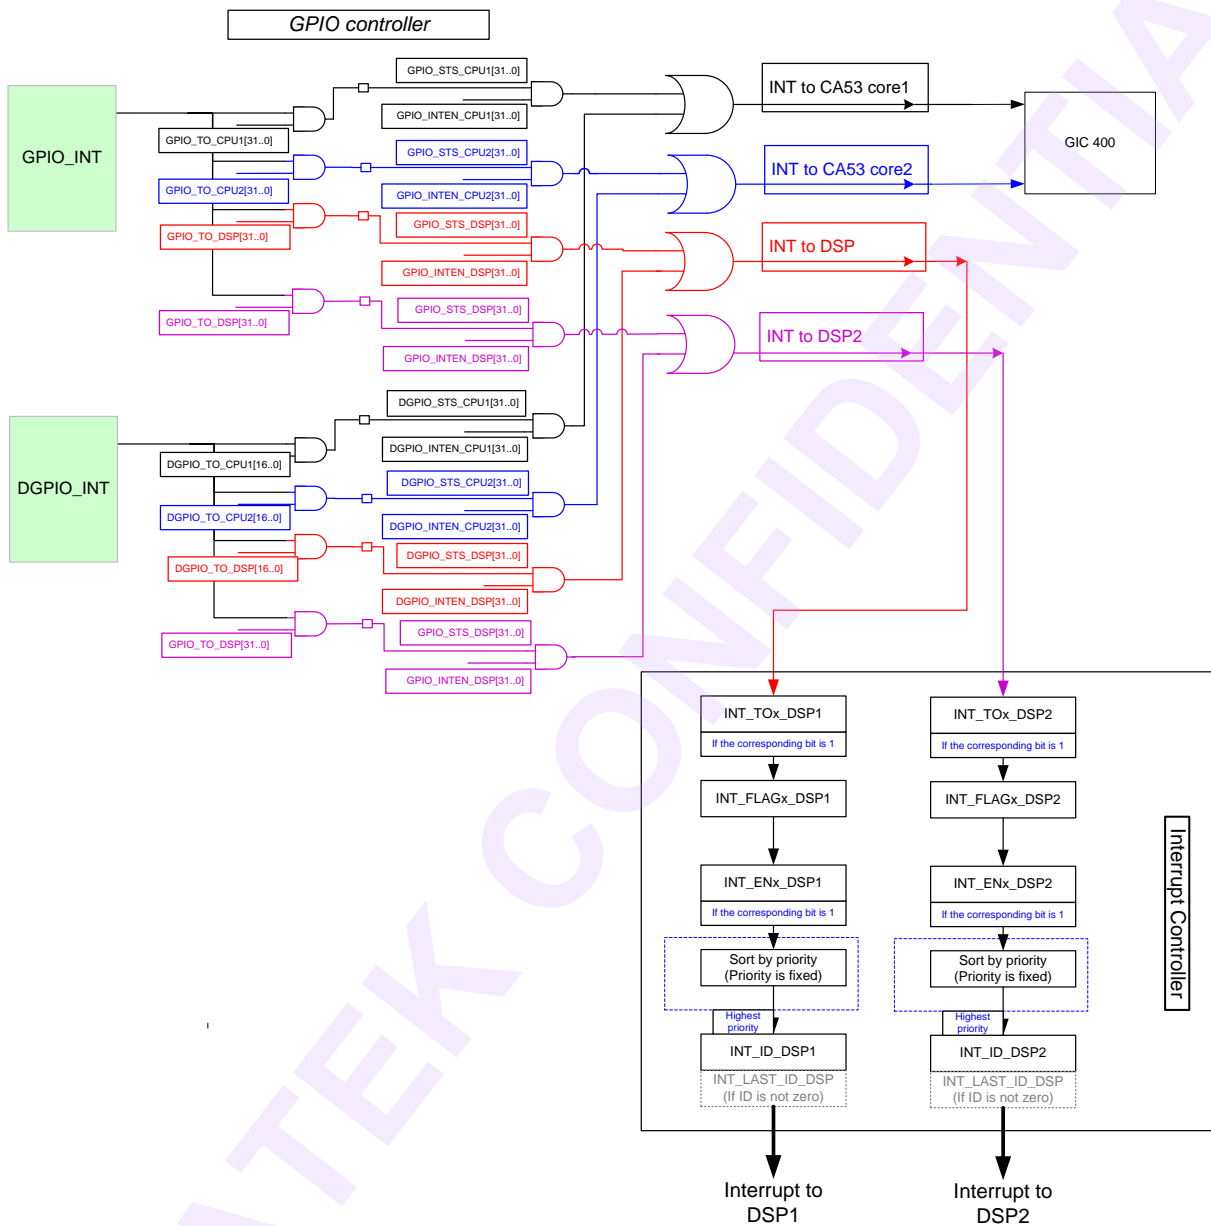 GPIO controller
GPIO_INT
GPIO_TO_CPU1[31..0]
GPIO_STS_CPU1[31..0]
GPIO_INTEN_CPU1[31..0]
INT to CA53 core1
GIC 400
GPIO_TO_CPU2[31..0]
GPIO_STS_CPU2[31..0]
GPIO_INTEN_CPU2[31..0]
INT to CA53 core2
GPIO_TO_DSP[31..0]
GPIO_STS_DSP[31..0]
GPIO_INTEN_DSP[31..0]
INT to DSP
GPIO_TO_DSP[31..0]
GPIO_STS_DSP[31..0]
GPIO_INTEN_DSP[31..0]
INT to DSP2
DGPIO_INT
DGPIO_TO_CPU1[16..0]
DGPIO_STS_CPU1[31..0]
DGPIO_INTEN_CPU1[31..0]
DGPIO_TO_CPU2[16..0]
DGPIO_STS_CPU2[31..0]
DGPIO_INTEN_CPU2[31..0]
DGPIO_TO_DSP[16..0]
DGPIO_STS_DSP[31..0]
DGPIO_INTEN_DSP[31..0]
GPIO_TO_DSP[31..0]
GPIO_STS_DSP[31..0]
GPIO_INTEN_DSP[31..0]
INT_TOx_DSP1
If the corresponding bit is 1
INT_FLAGx_DSP1
INT_ENx_DSP1
If the corresponding bit is 1
Sort by priority
(Priority is fixed)
Highest
priority
INT_ID_DSP1
INT_LAST_ID_DSP
(If ID is not zero)
Interrupt to
DSP1
INT_TOx_DSP2
If the corresponding bit is 1
INT_FLAGx_DSP2
INT_ENx_DSP2
If the corresponding bit is 1
Sort by priority
(Priority is fixed)
Highest
priority
INT_ID_DSP2
INT_LAST_ID_DSP
(If ID is not zero)
Interrupt to
DSP2
Interrupt Controller
ATEK CONFIDENTIA